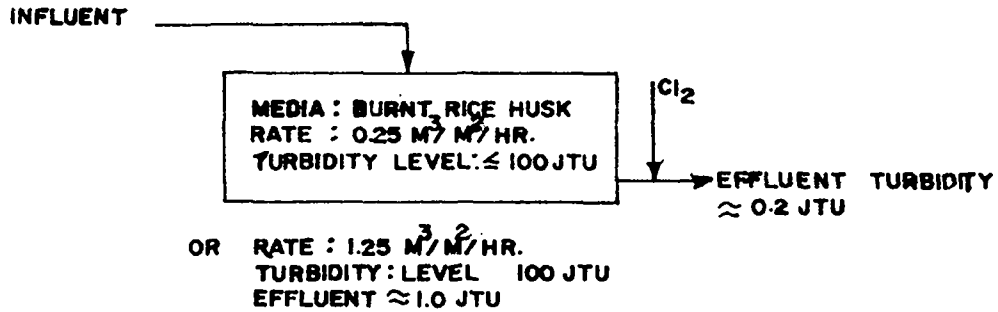 INFLUENT
MEDIA : BURNT RICE HUSK
RATE : 0.25 M³/M²/HR.
TURBIDITY LEVEL: ≤ 100 JTU
Cl₂
EFFLUENT TURBIDITY
≈ 0.2 JTU
OR RATE : 1.25 M³/M²/HR.
TURBIDITY : LEVEL 100 JTU
EFFLUENT ≈ 1.0 JTU